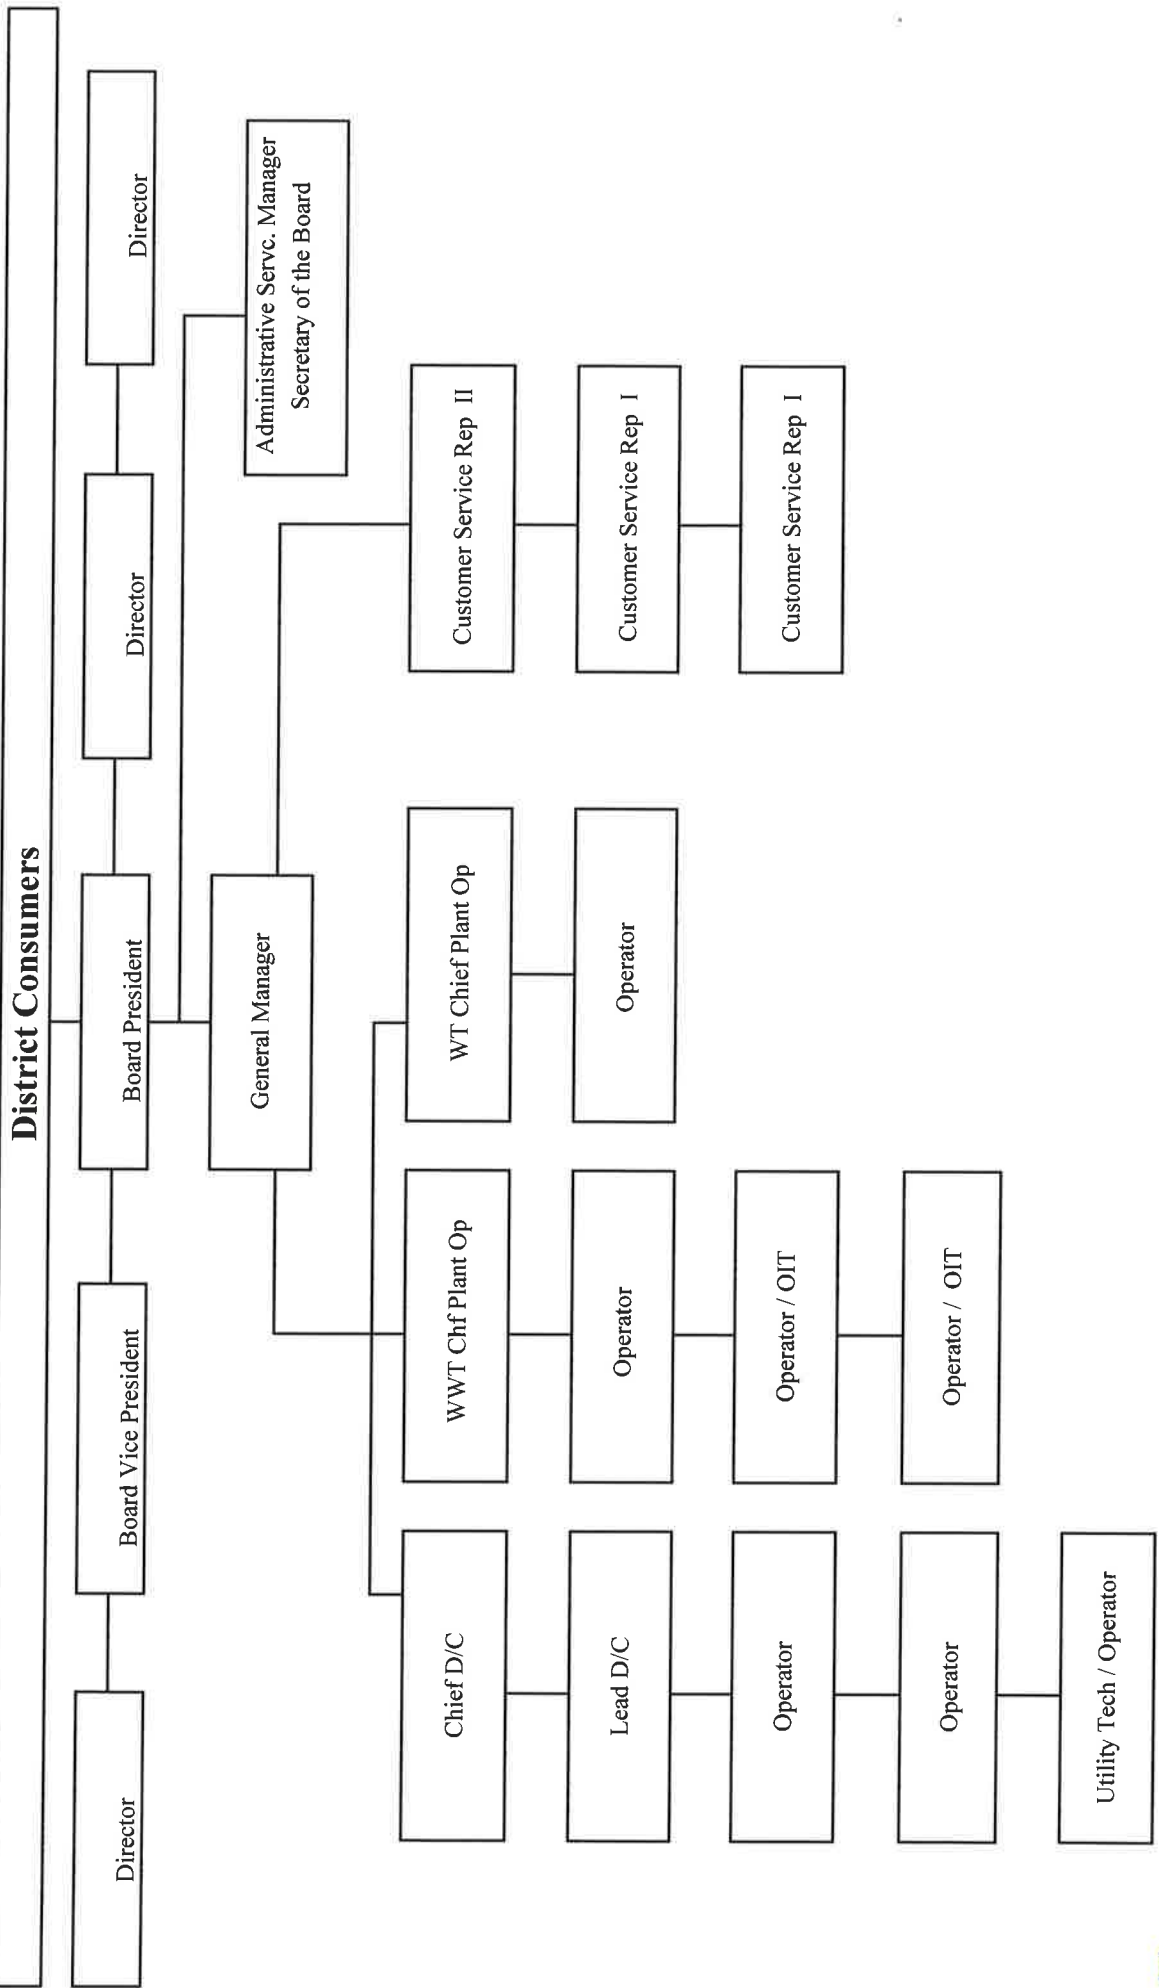 District Consumers
Director
Board Vice President
Board President
Director
Director
General Manager
Administrative Servc. Manager
Secretary of the Board
Chief D/C
WWT Chf Plant Op
WT Chief Plant Op
Customer Service Rep II
Lead D/C
Operator
Operator
Customer Service Rep I
Operator
Operator / OIT
Customer Service Rep I
Operator
Operator / OIT
Utility Tech / Operator